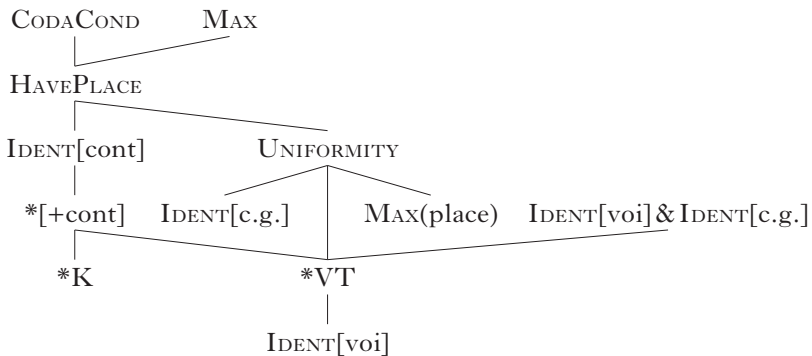 CODACOND MAX
HAVEPLACE
IDENT[cont] UNIFORMITY
*[+cont] IDENT[c.g.] MAX(place) IDENT[voi]&IDENT[c.g.]
*K *VT
IDENT[voi]